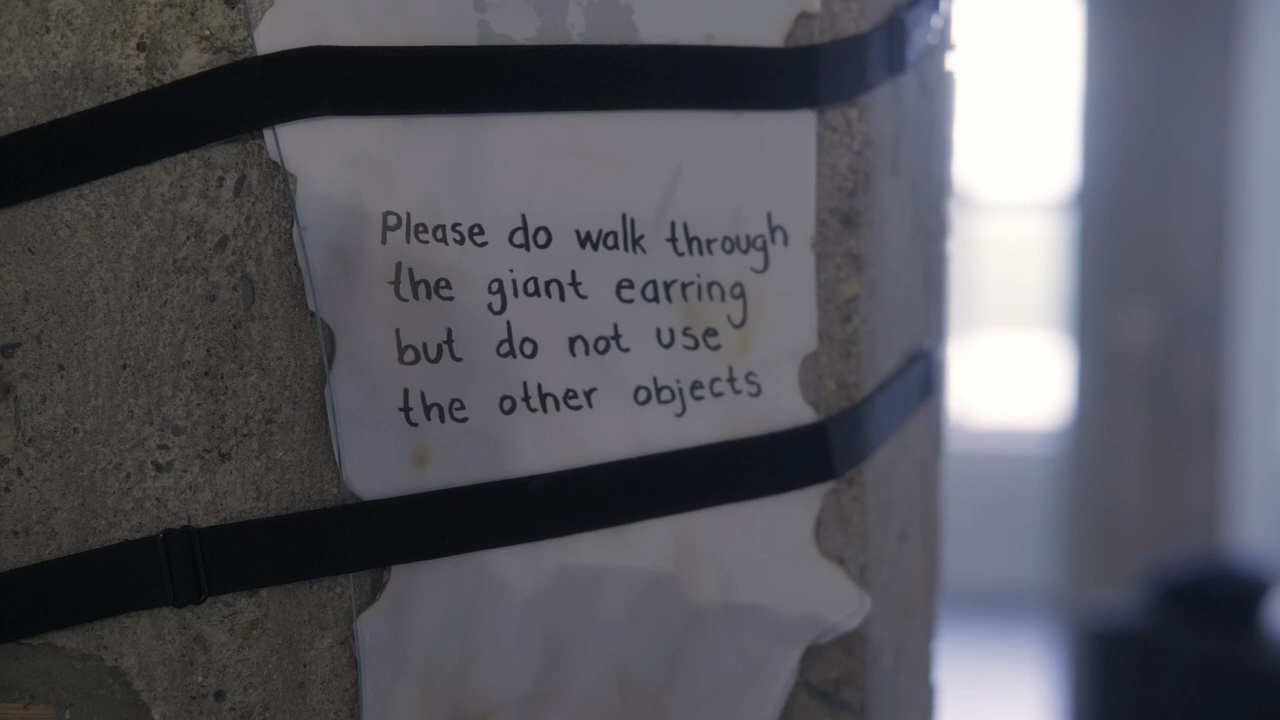 Please do walk through
the giant earring
but do not use
the other objects